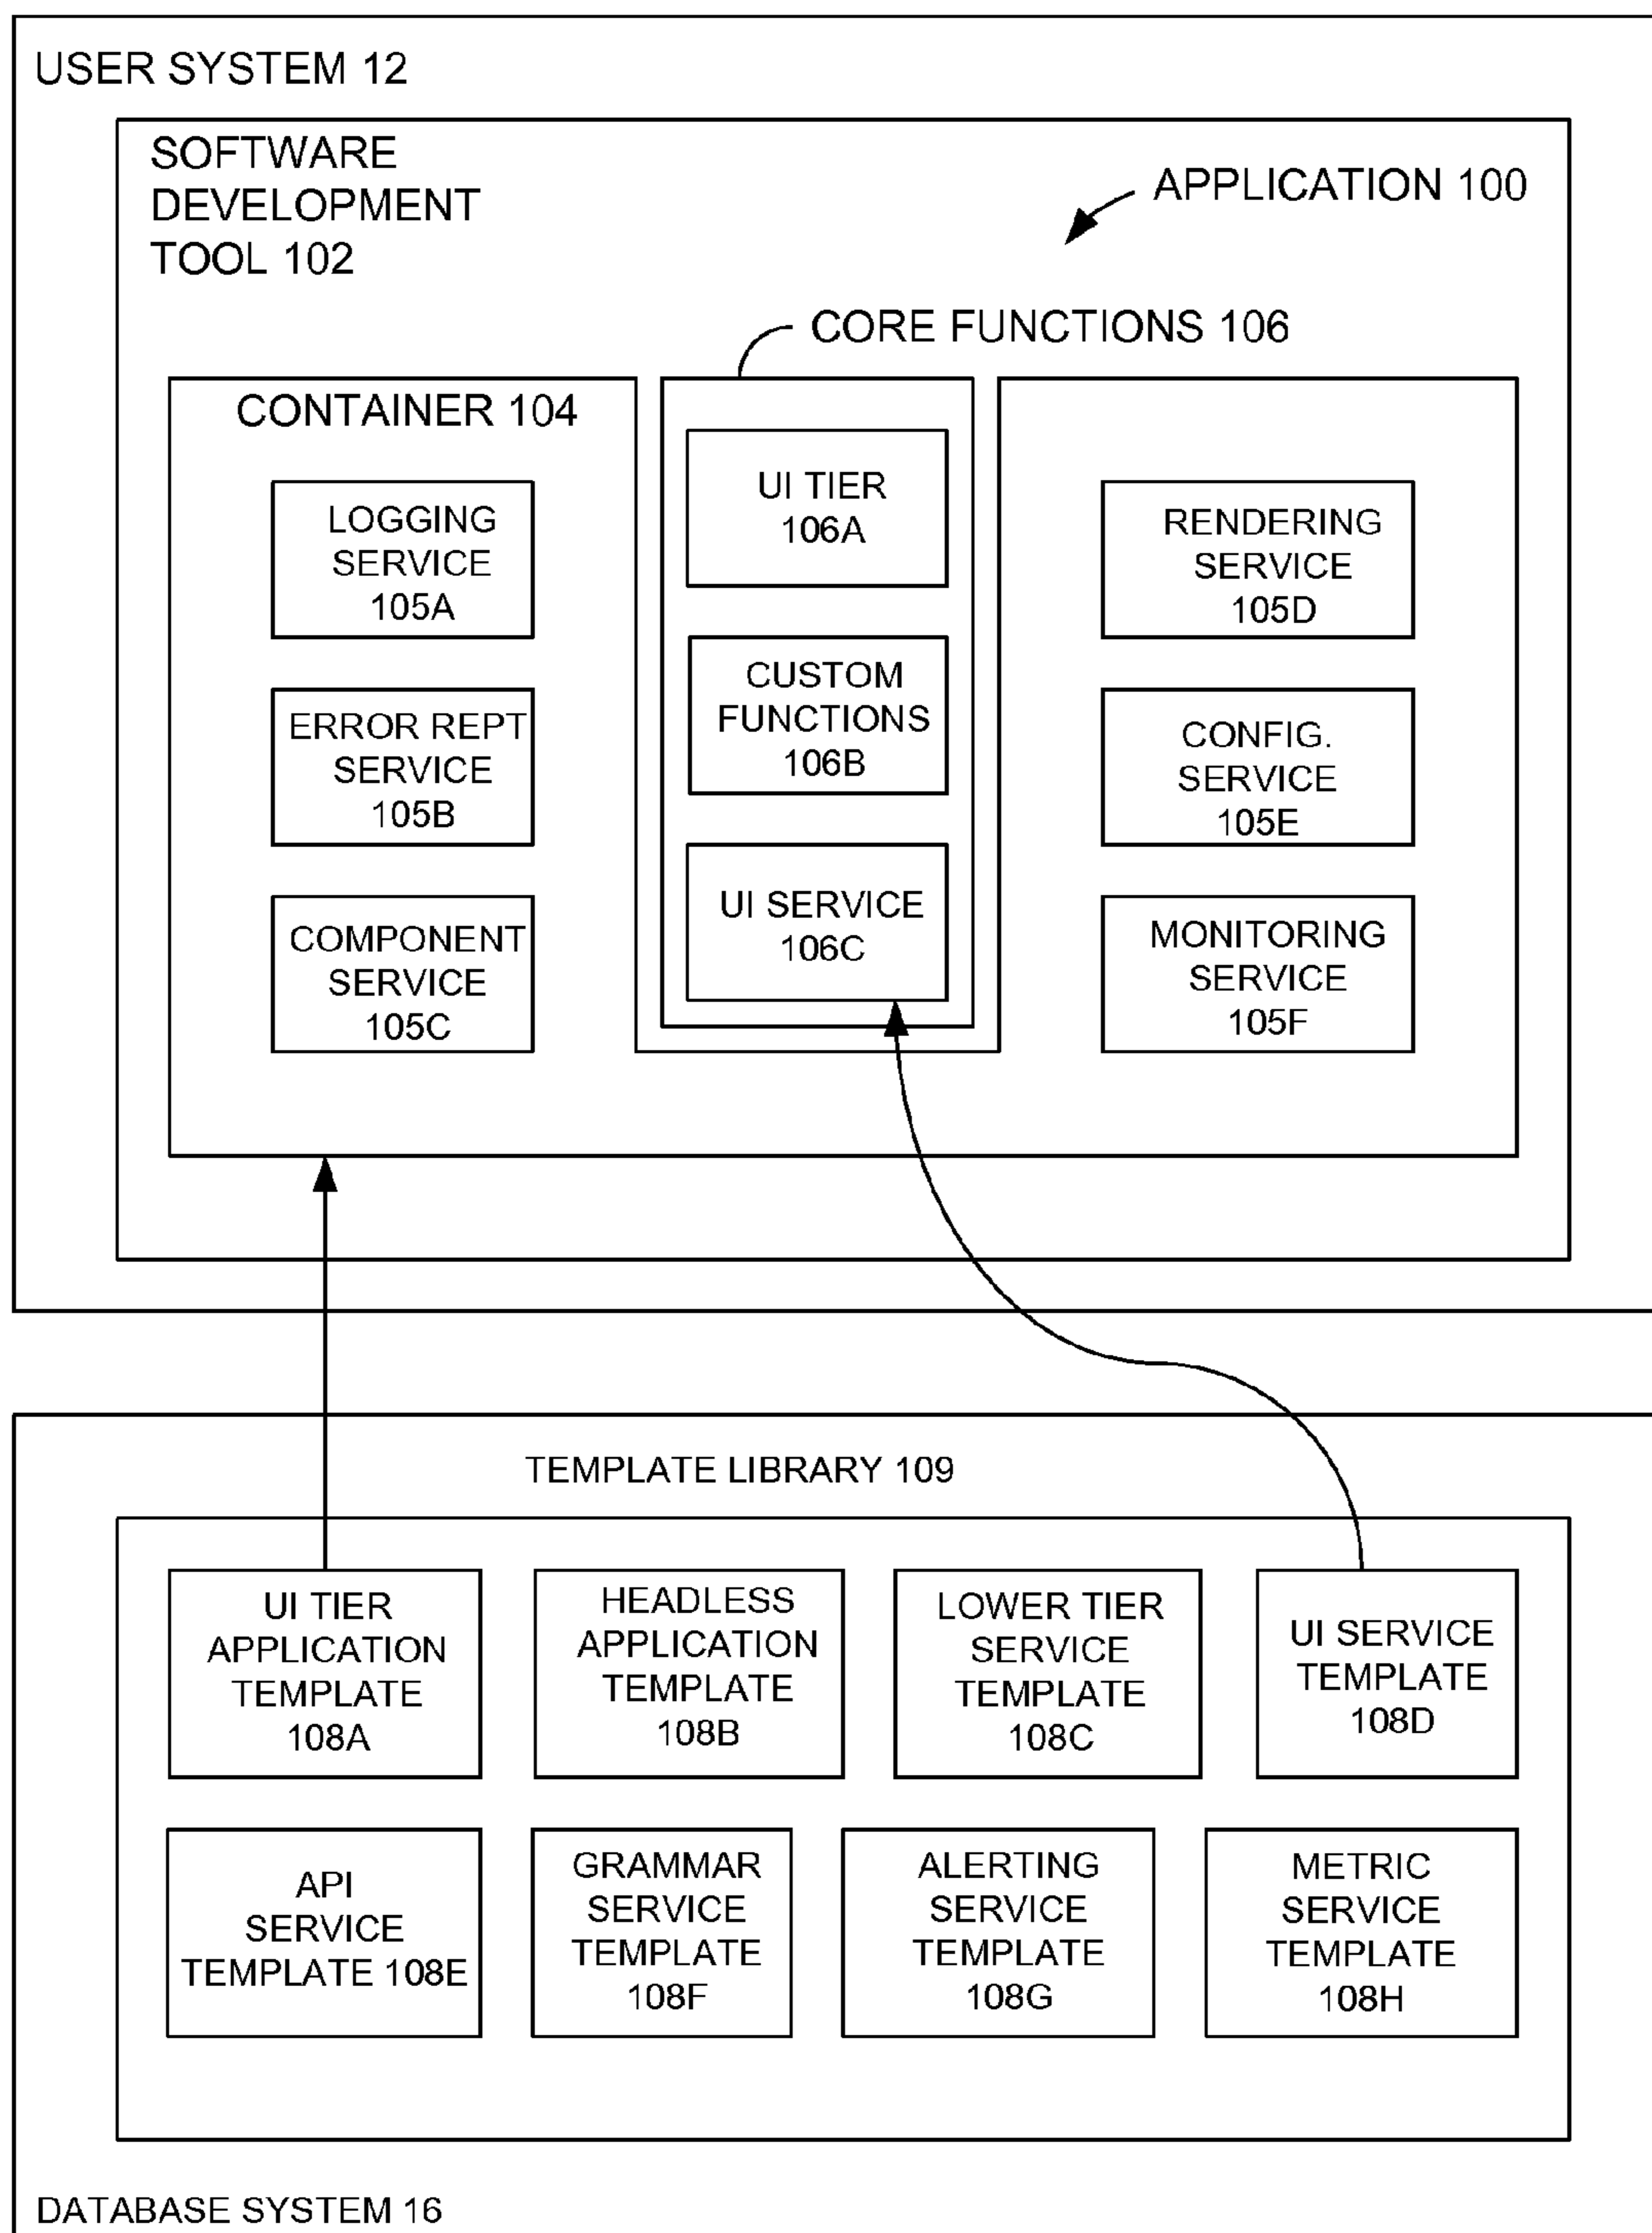 USER SYSTEM 12
SOFTWARE
DEVELOPMENT
TOOL 102
APPLICATION 100
CORE FUNCTIONS 106
CONTAINER 104
LOGGING
SERVICE
105A
ERROR REPT
SERVICE
105B
COMPONENT
SERVICE
105C
UI TIER
106A
CUSTOM
FUNCTIONS
106B
UI SERVICE
106C
RENDERING
SERVICE
105D
CONFIG.
SERVICE
105E
MONITORING
SERVICE
105F
TEMPLATE LIBRARY 109
UI TIER
APPLICATION
TEMPLATE
108A
HEADLESS
APPLICATION
TEMPLATE
108B
LOWER TIER
SERVICE
TEMPLATE
108C
UI SERVICE
TEMPLATE
108D
API
SERVICE
TEMPLATE 108E
GRAMMAR
SERVICE
TEMPLATE
108F
ALERTING
SERVICE
TEMPLATE
108G
METRIC
SERVICE
TEMPLATE
108H
DATABASE SYSTEM 16